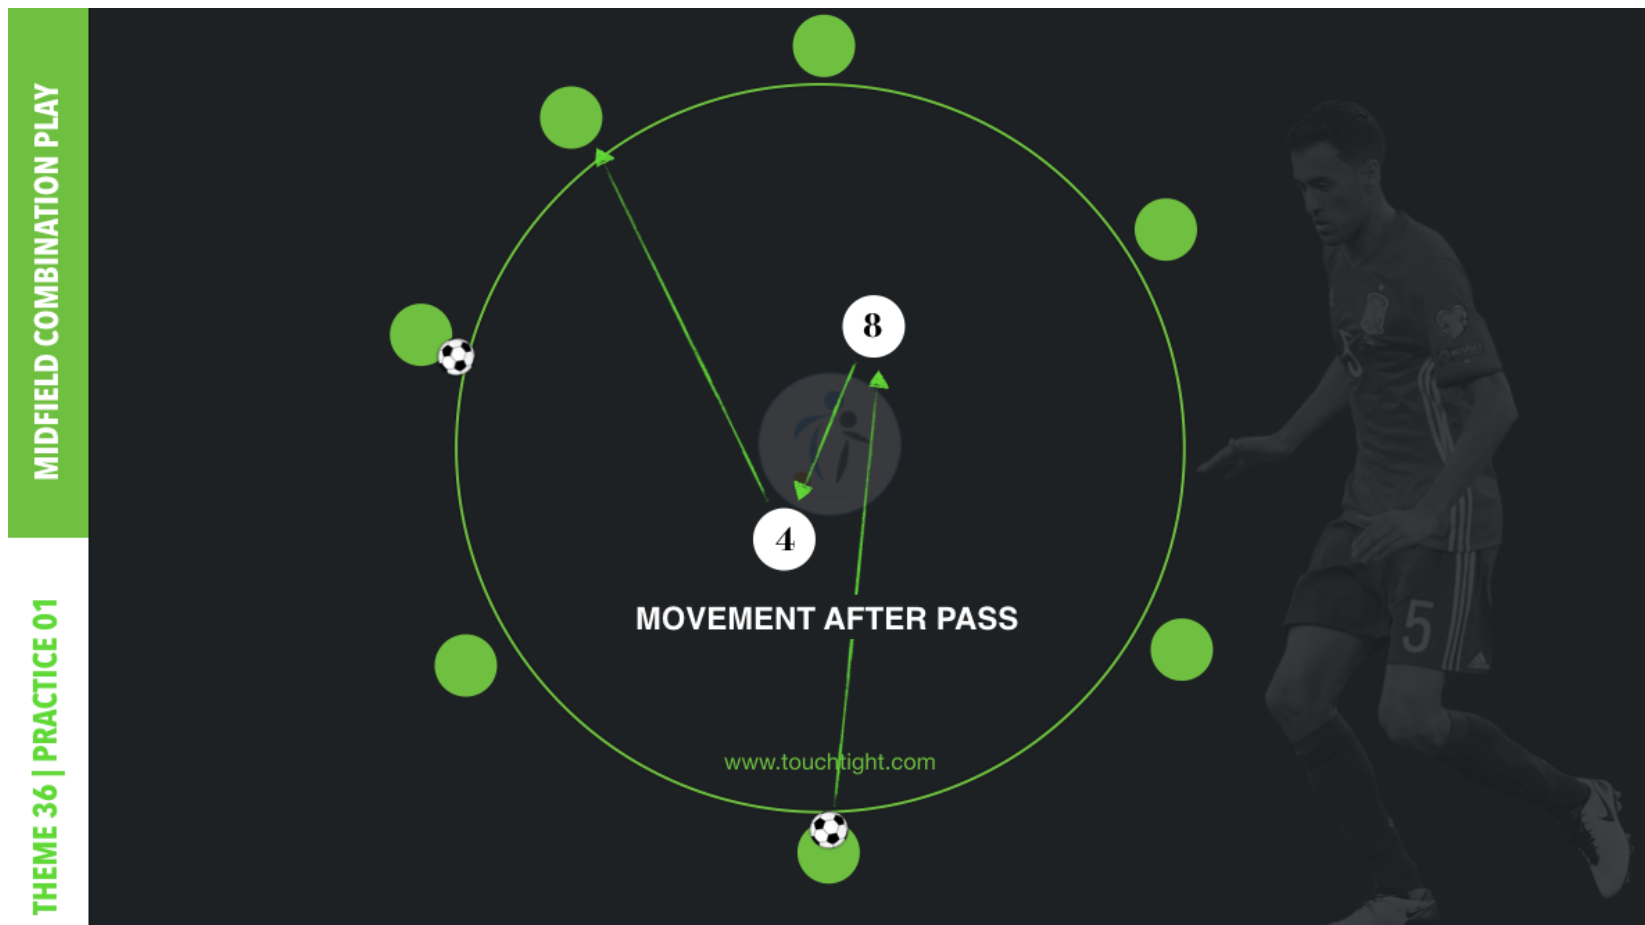 MIDFIELD COMBINATION PLAY
THEME 36 | PRACTICE 01
8
4
MOVEMENT AFTER PASS
www.touchtight.com
5